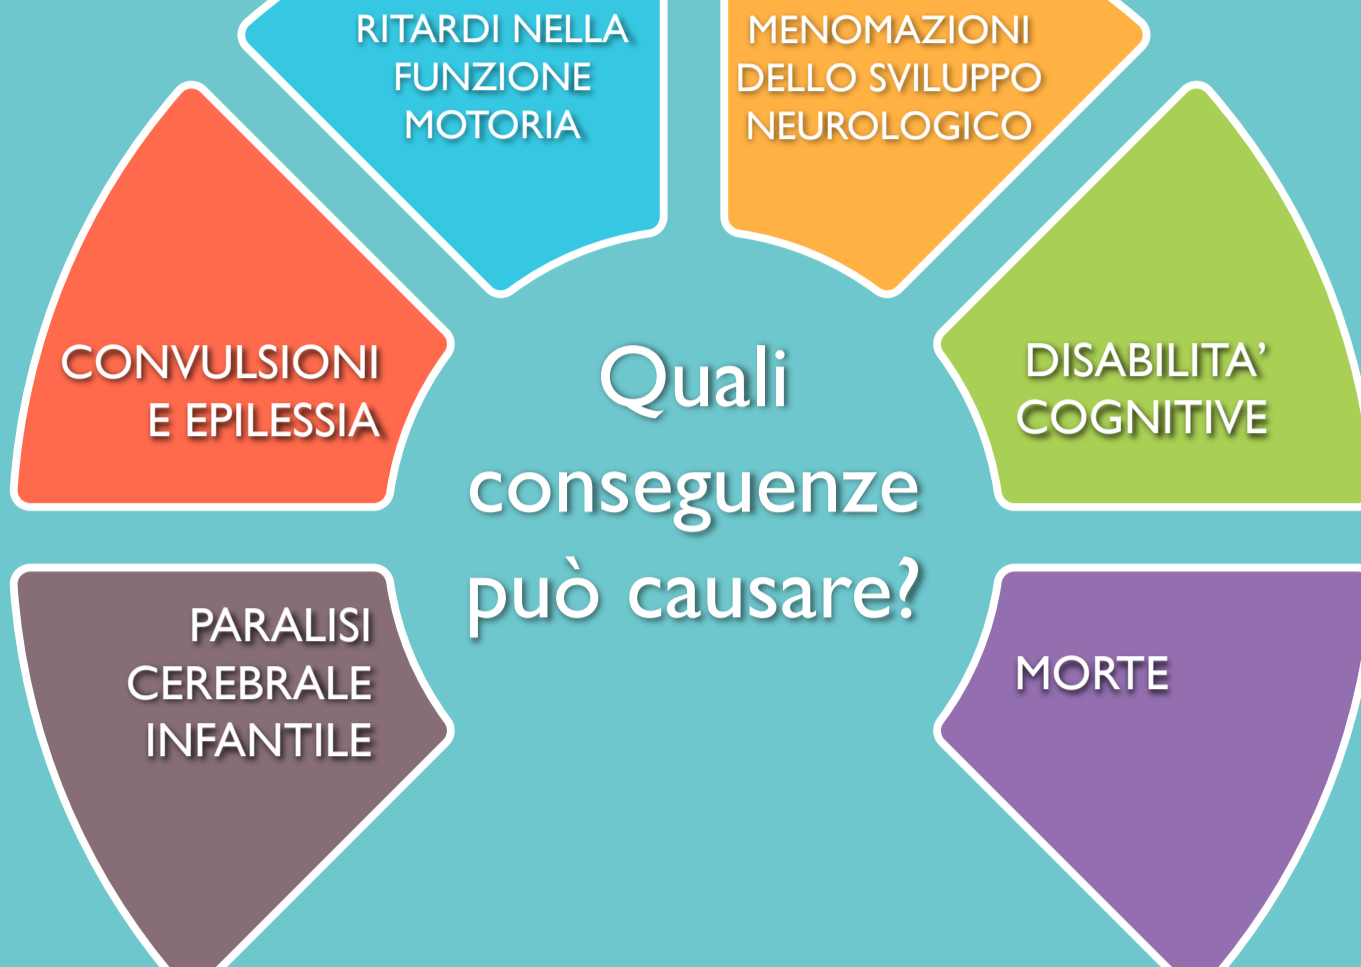 RITARDI NELLA
FUNZIONE
MOTORIA
MENOMAZIONI
DELLO SVILUPPO
NEUROLOGICO
CONVULSIONI
E EPILESSIA
DISABILITA’
COGNITIVE
Quali
conseguenze
può causare?
PARALISI
CEREBRALE
INFANTILE
MORTE